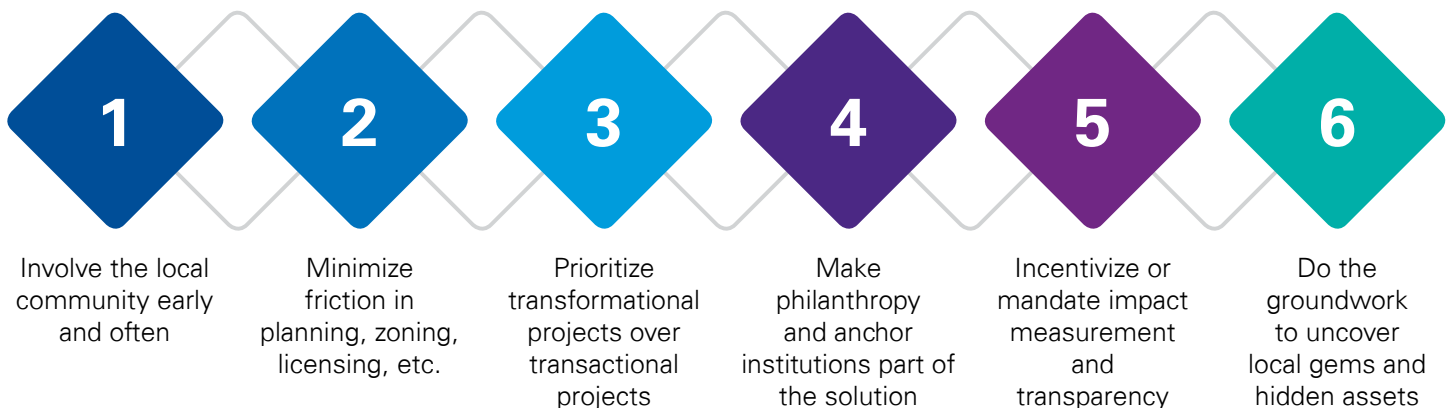 1
Involve the local
community early
and often
2
Minimize
friction in
planning, zoning,
licensing, etc.
3
Prioritize
transformational
projects over
transactional
projects
4
Make
philanthropy
and anchor
institutions part of
the solution
5
Incentivize or
mandate impact
measurement
and
transparency
6
Do the
groundwork
to uncover
local gems and
hidden assets